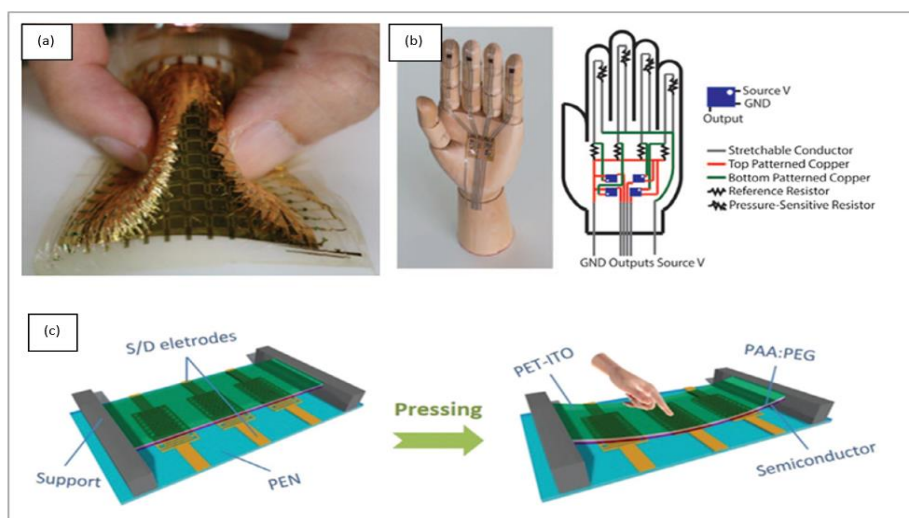 (a)
(b)
Source V
GND
Output
Stretchable Conductor
Top Patterned Copper
Bottom Patterned Copper
Reference Resistor
Pressure-Sensitive Resistor
GND Outputs Source V
(c)
S/D eletrodes
Support
PEN
Pressing
PET-ITO
PAA:PEG
Semiconductor